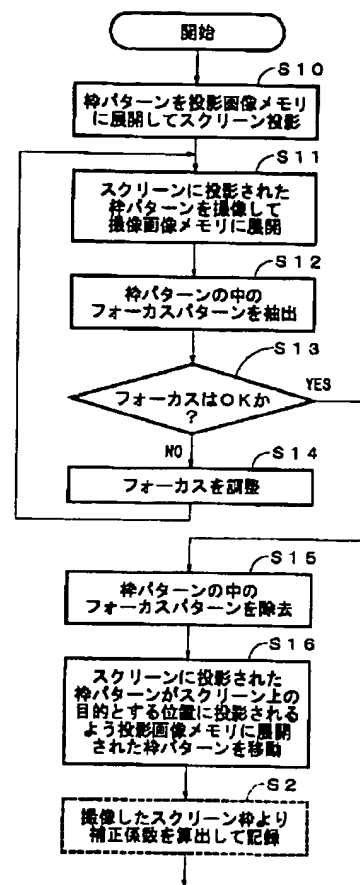 開始
S10
枠パターンを投影画像メモリ
に展開してスクリーン投影
S11
スクリーンに投影された
枠パターンを撮像して
撮像画像メモリに展開
S12
枠パターンの中の
フォーカスパターンを抽出
S13
フォーカスはOKか
?
YES
NO
S14
フォーカスを調整
S15
枠パターンの中の
フォーカスパターンを除去
S16
スクリーンに投影された
枠パターンがスクリーン上の
目的とする位置に投影される
よう投影画像メモリに展開
された枠パターンを移動
S2
撮像したスクリーン枠より
補正係数を算出して記録